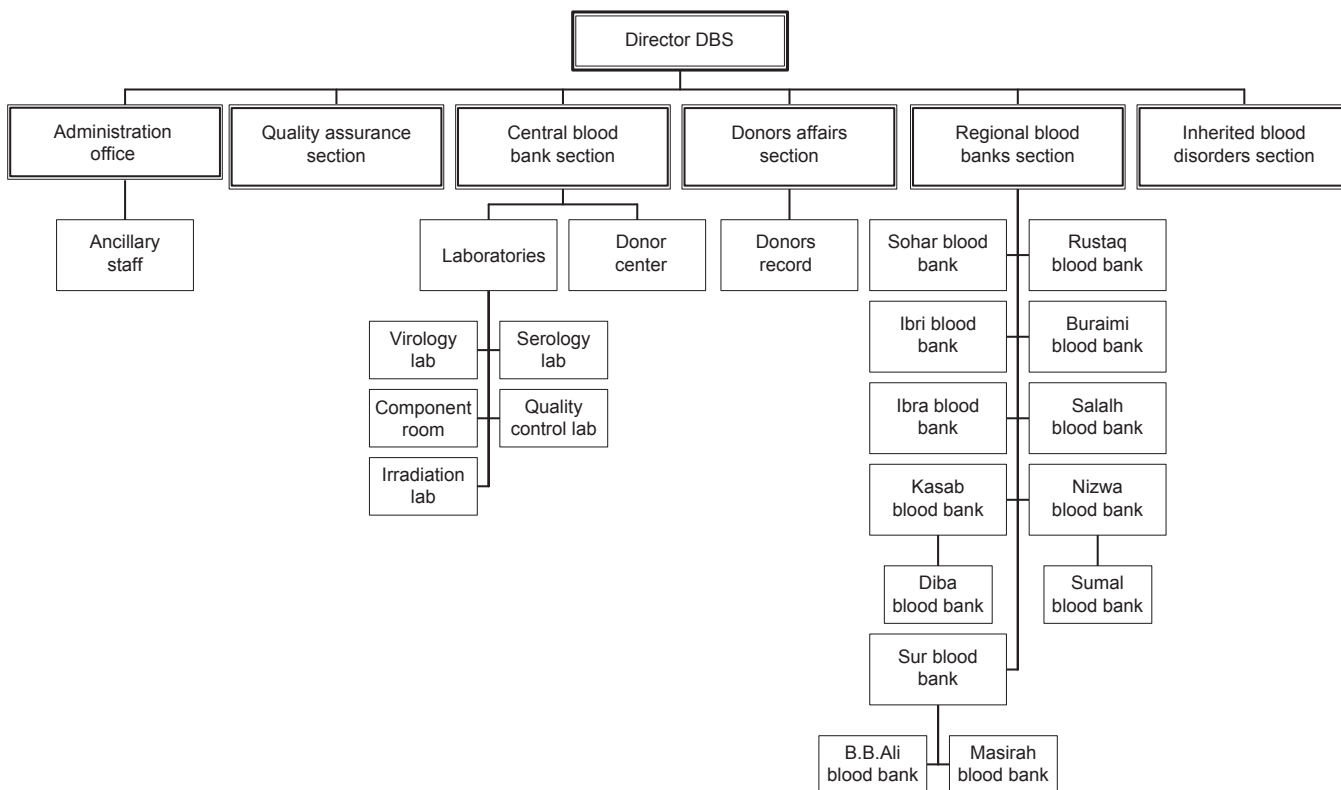 Director DBS
Administration
office
Quality assurance
section
Central blood
bank section
Donors affairs
section
Regional blood
banks section
Inherited blood
disorders section
Ancillary
staff
Laboratories
Donor
center
Donors
record
Sohar blood
bank
Rustaq
blood bank
Virology
lab
Serology
lab
Ibri blood
bank
Buraimi
blood bank
Component
room
Quality
control lab
Ibra blood
bank
Salalh
blood bank
Irradiation
lab
Kasab
blood bank
Nizwa
blood bank
Diba
blood bank
Sumal
blood bank
Sur blood
bank
B.B.Ali
blood bank
Masirah
blood bank